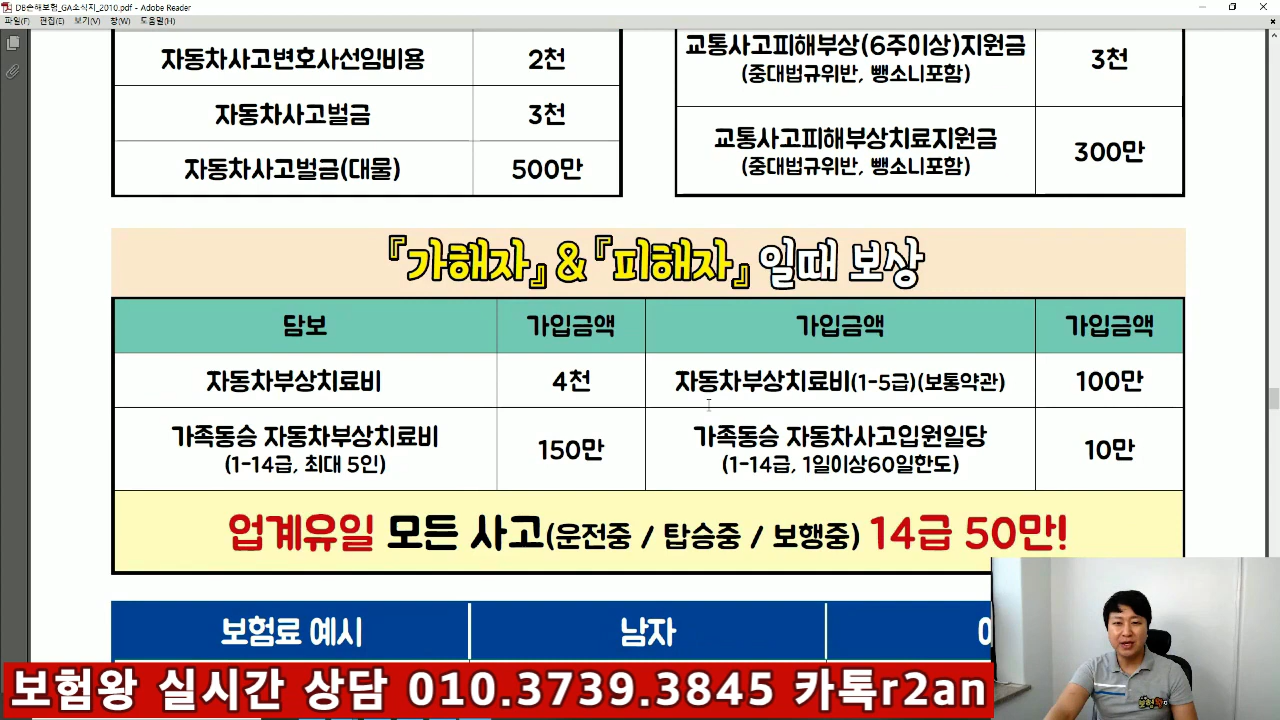 DB손해보험_GA소식지_2010.pdf - Adobe Reader
파일(F) 편집(E) 보기(V) 창(W) 도움말(H)
자동차사고변호사선임비용 2천
자동차사고벌금 3천
자동차사고벌금(대물) 500만
교통사고피해부상(6주이상)지원금
(중대법규위반, 뺑소니포함)
3천
교통사고피해부상치료지원금
(중대법규위반, 뺑소니포함)
300만
『가해자』 & 『피해자』 일때 보상
담보 가입금액 가입금액 가입금액
자동차부상치료비 4천 자동차부상치료비(1-5급)(보통약관) 100만
가족동승 자동차부상치료비
(1-14급, 최대 5인)
150만
가족동승 자동차사고입원일당
(1-14급, 1일이상60일한도)
10만
업계유일 모든 사고(운전중 / 탑승중 / 보행중) 14급 50만!
보험료 예시 남자
보험왕 실시간 상담 010.3739.3845 카톡r2an